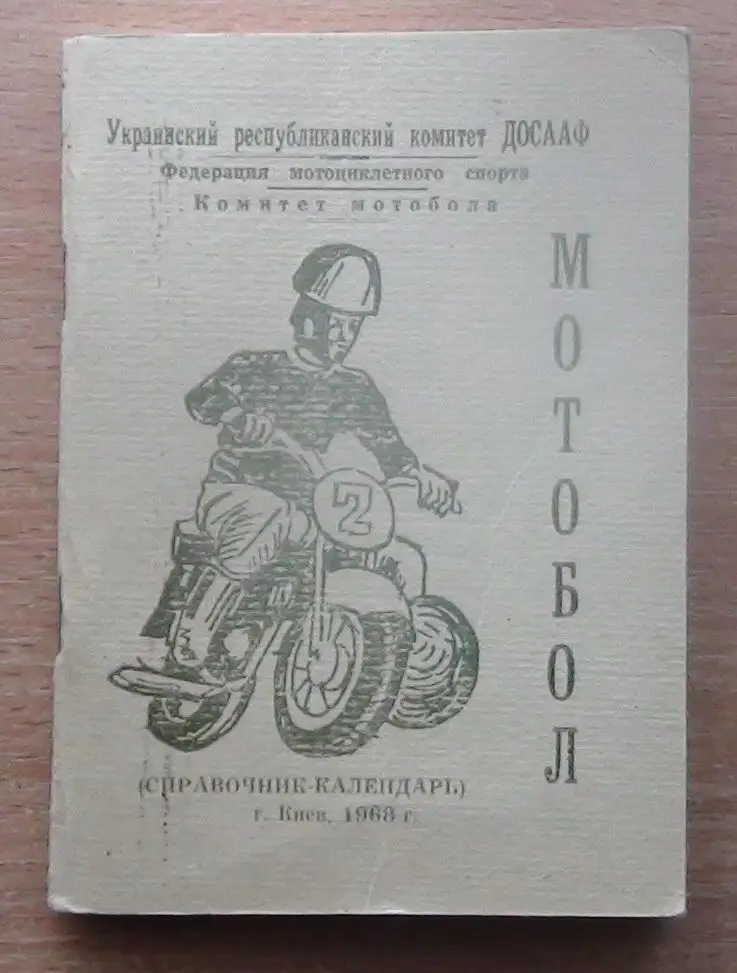 Украинский республиканский комитет ДОСААФ
Федерация мотоциклетного спорта
Комитет мотобола
МОТОБОЛ
2
(СПРАВОЧНИК-КАЛЕНДАРЬ)
г. Киев, 1968 г.